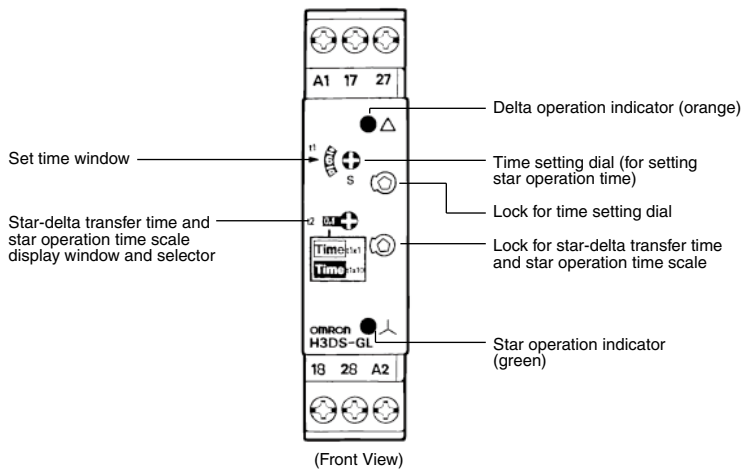 A1 17 27
Delta operation indicator (orange)
t1
Set time window
Time setting dial (for setting
star operation time)
S
Lock for time setting dial
Star-delta transfer time and
star operation time scale
display window and selector
t2
Lock for star-delta transfer time
and star operation time scale
Time t1x1
Time t1x10
OMRON
H3DS-GL
Star operation indicator
(green)
18 28 A2
(Front View)